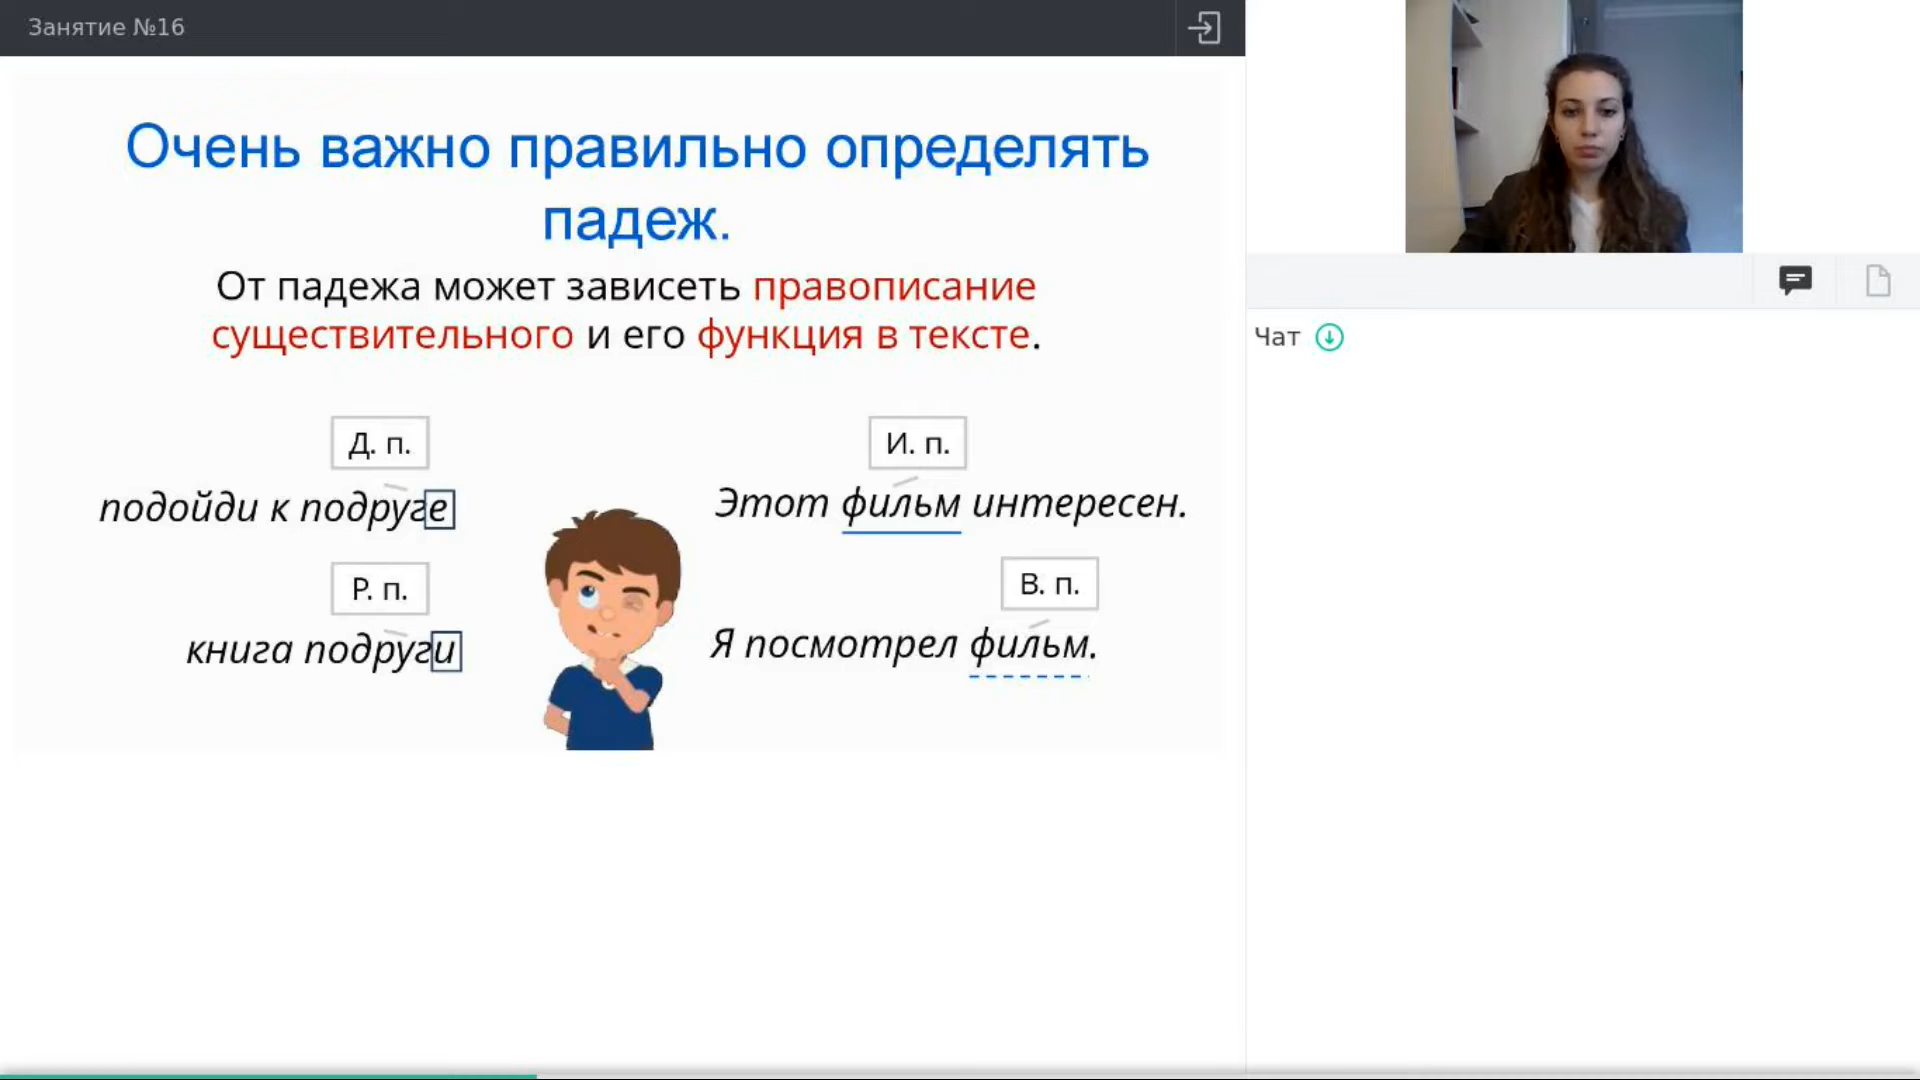 Занятие №16
Очень важно правильно определять
падеж.
От падежа может зависеть правописание
существительного и его функция в тексте.
Д. п.
подойди к подруге
Р. п.
книга подруги
И. п.
Этот фильм интересен.
В. п.
Я посмотрел фильм.
Чат